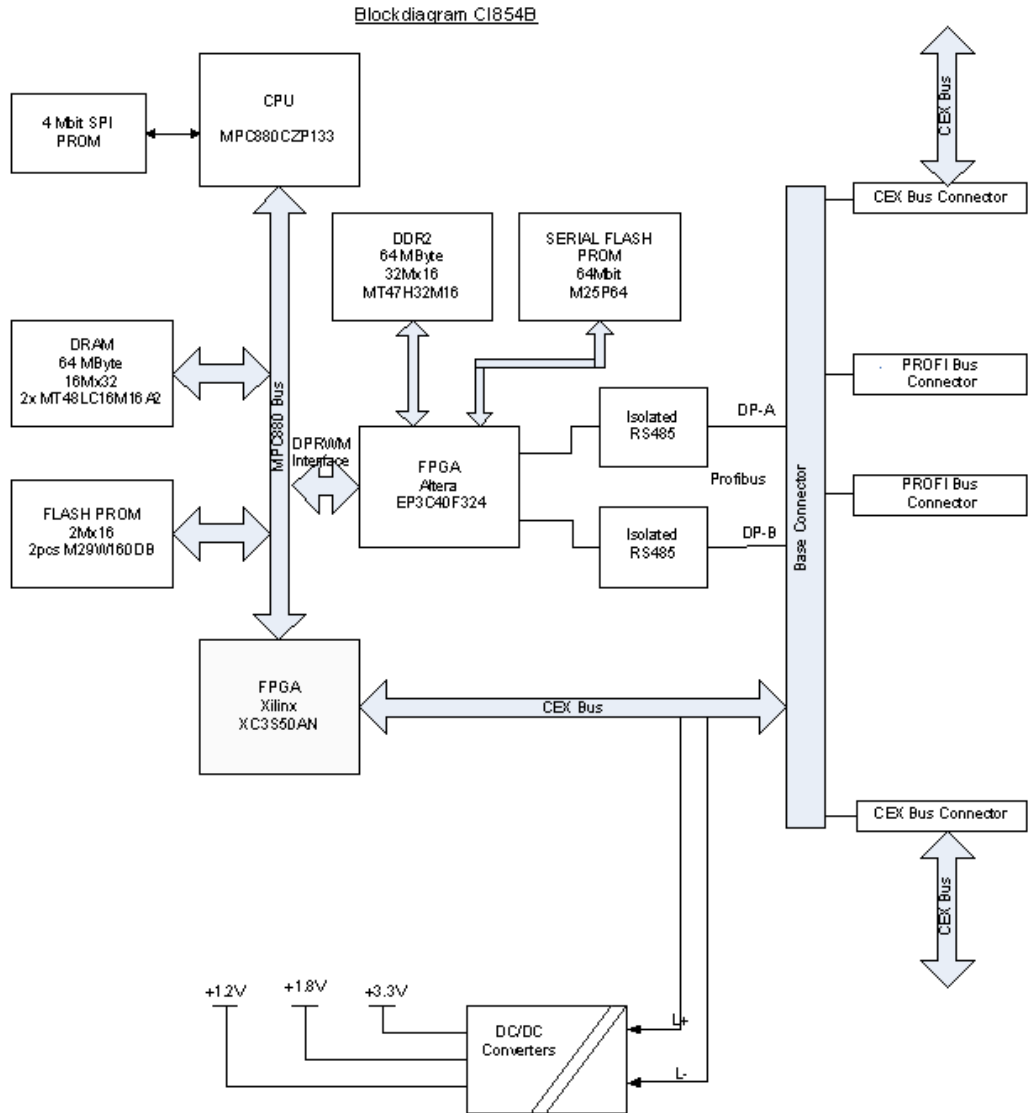 Blockdiagram CI854B
CEX Bus
CPU
MPC880CZP133
4 Mbit SPI
PROM
CEX Bus Connector
DDR2
64 MByte
32Mx16
MT47H32M16
SERIAL FLASH
PROM
64Mbit
M25P64
DRAM
64 MByte
16Mx32
2x MT48LC16M16A2
MPC880 Bus
PROFI Bus
Connector
Isolated
RS485
DP-A
DPRWM
Interface
FPGA
Altera
EP3C40F324
Profibus
Base Connector
PROFI Bus
Connector
FLASH PROM
2Mx16
2pcs M29W160DB
Isolated
RS485
DP-B
FPGA
Xilinx
XC3S50AN
CEX Bus
CEX Bus Connector
CEX Bus
+1.2V
+1.8V
+3.3V
DC/DC
Converters
L+
L-